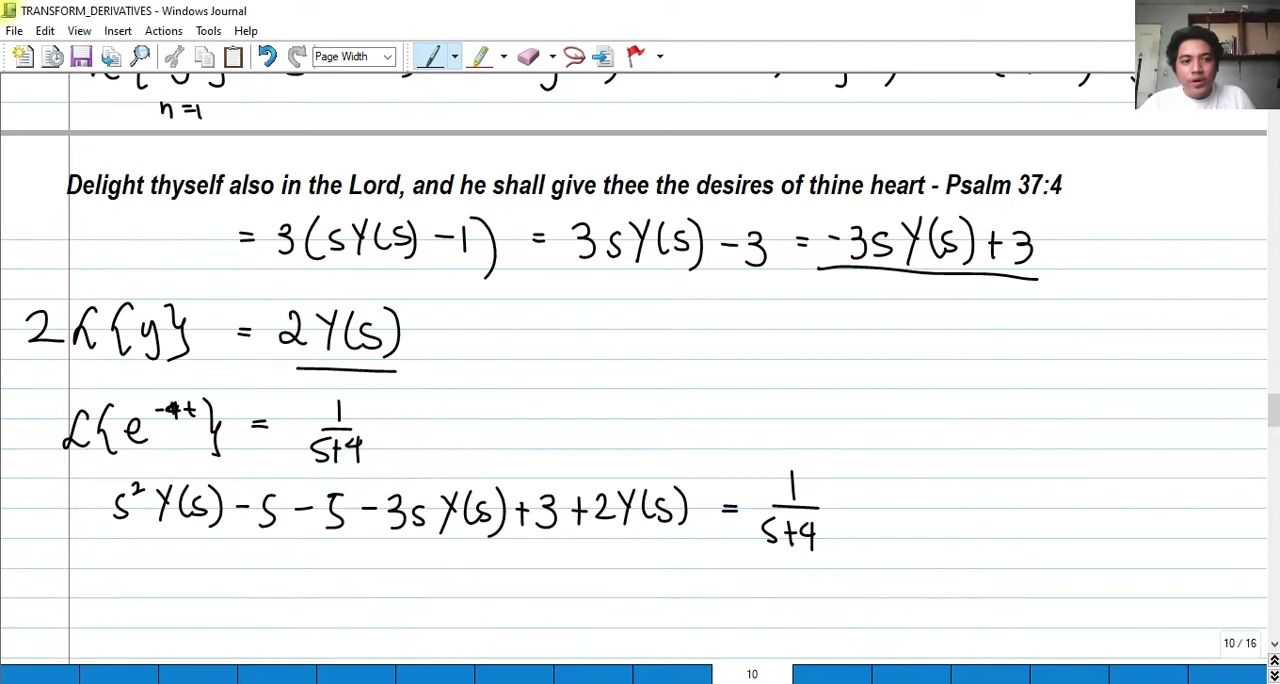 TRANSFORM_DERIVATIVES - Windows Journal
File Edit View Insert Actions Tools Help
Page Width
n=1
Delight thyself also in the Lord, and he shall give thee the desires of thine heart - Psalm 37:4
= 3(sY(s) -1) = 3sY(s) -3 = -3sY(s)+3
2ℒ{y} = 2Y(s)
ℒ{e^-4t} = 1/(s+4)
s²Y(s) - s - 5 - 3sY(s) + 3 + 2Y(s) = 1/(s+4)
10 / 16
10